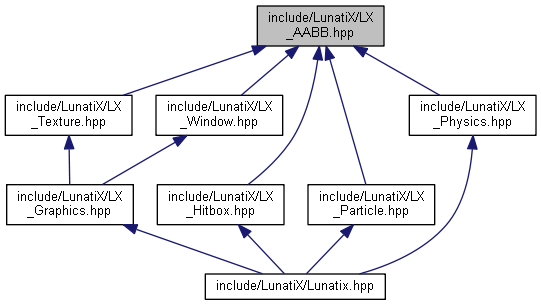 include/LunatiX/LX
_AABB.hpp
include/LunatiX/LX
_Texture.hpp
include/LunatiX/LX
_Window.hpp
include/LunatiX/LX
_Physics.hpp
include/LunatiX/LX
_Graphics.hpp
include/LunatiX/LX
_Hitbox.hpp
include/LunatiX/LX
_Particle.hpp
include/LunatiX/Lunatix.hpp